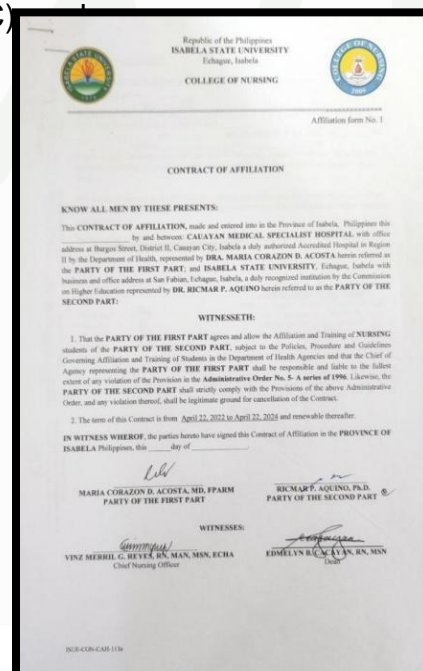 C)
Republic of the Philippines
ISABELA STATE UNIVERSITY
Echague, Isabela
COLLEGE OF NURSING
Affiliation form No. 1
CONTRACT OF AFFILIATION
KNOW ALL MEN BY THESE PRESENTS:
This CONTRACT OF AFFILIATION, made and entered into in the Province of Isabela, Philippines this
by and between: CAUAYAN MEDICAL SPECIALIST HOSPITAL with office
address at Burgos Street, District II, Cauayan City, Isabela a duly authorized Accredited Hospital in Region
II by the Department of Health, represented by DRA. MARIA CORAZON D. ACOSTA herein referred as
the PARTY OF THE FIRST PART; and ISABELA STATE UNIVERSITY, Echague, Isabela with
business and office address at San Fabian, Echague, Isabela, a duly recognized institution by the Commission
on Higher Education represented by DR. RICMAR P. AQUINO herein referred to as the PARTY OF THE
SECOND PART:
WITNESSETH:
1. That the PARTY OF THE FIRST PART agrees and allow the Affiliation and Training of NURSING
students of the PARTY OF THE SECOND PART, subject to the Policies, Procedure and Guidelines
Governing Affiliation and Training of Students in the Department of Health Agencies and that the Chief of
Agency representing the PARTY OF THE FIRST PART shall be responsible and liable to the fullest
extent of any violation of the Provision in the Administrative Order No. 5- A series of 1996. Likewise, the
PARTY OF THE SECOND PART shall strictly comply with the Provisions of the above Administrative
Order, and any violation thereof, shall be legitimate ground for cancellation of the Contract.
2. The term of this Contract is from April 22, 2022 to April 22, 2024 and renewable thereafter.
IN WITNESS WHEROF, the parties hereto have signed this Contract of Affiliation in the PROVINCE OF
ISABELA Philippines, this ____ day of ____________.
MARIA CORAZON D. ACOSTA, MD, FPARM
PARTY OF THE FIRST PART
RICMAR P. AQUINO, Ph.D.
PARTY OF THE SECOND PART
WITNESSES:
VINZ MERRIL G. REYES, RN, MAN, MSN, ECHA
Chief Nursing Officer
EDMELYN B. CACAYAN, RN, MSN
Dean
ISUE-CON-CAH-113a